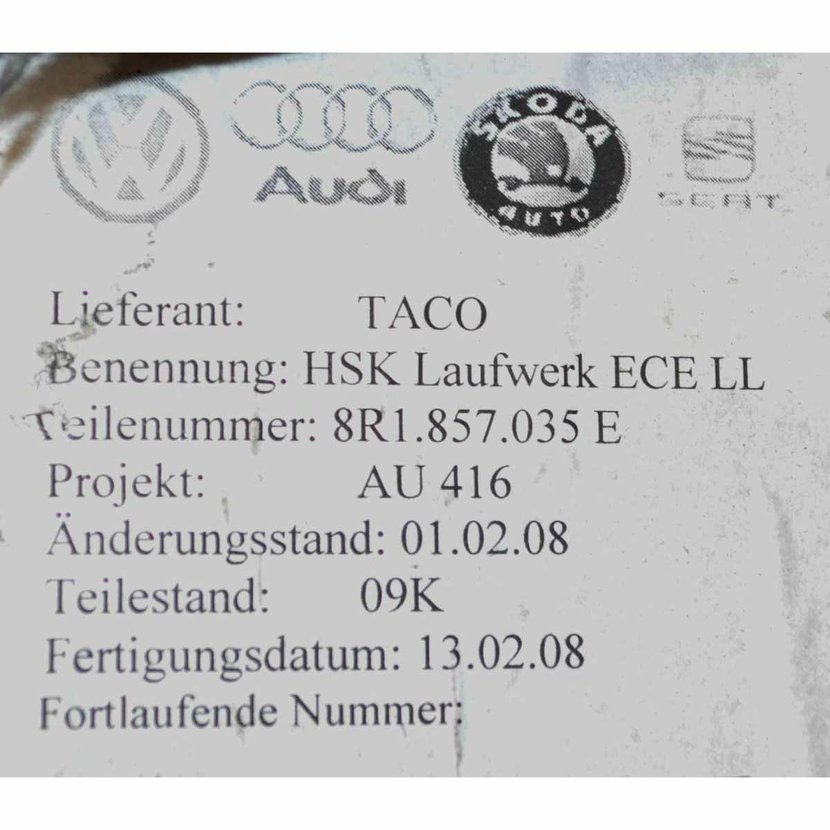 Audi
ŠKODA
AUTO
SEAT
Lieferant: TACO
Benennung: HSK Laufwerk ECE LL
Teilenummer: 8R1.857.035 E
Projekt: AU 416
Änderungsstand: 01.02.08
Teilestand: 09K
Fertigungsdatum: 13.02.08
Fortlaufende Nummer: